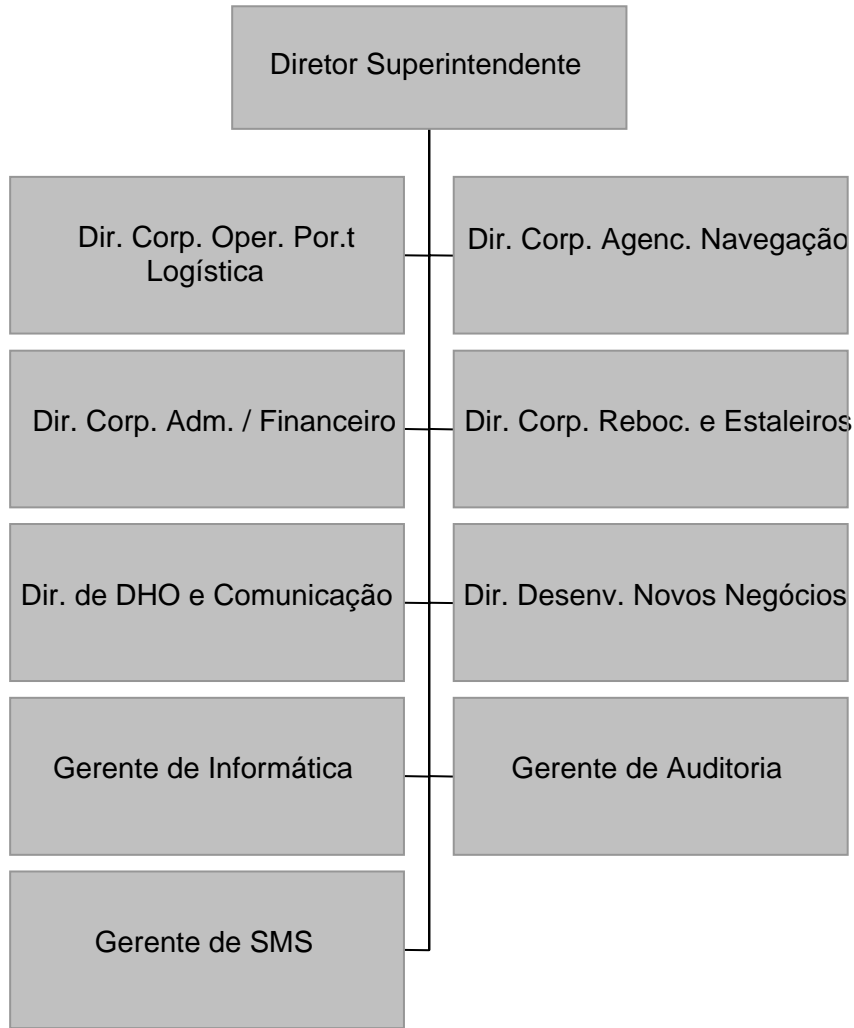 Diretor Superintendente
Dir. Corp. Oper. Por.t
Logística
Dir. Corp. Agenc. Navegação
Dir. Corp. Adm. / Financeiro
Dir. Corp. Reboc. e Estaleiros
Dir. de DHO e Comunicação
Dir. Desenv. Novos Negócios
Gerente de Informática
Gerente de Auditoria
Gerente de SMS